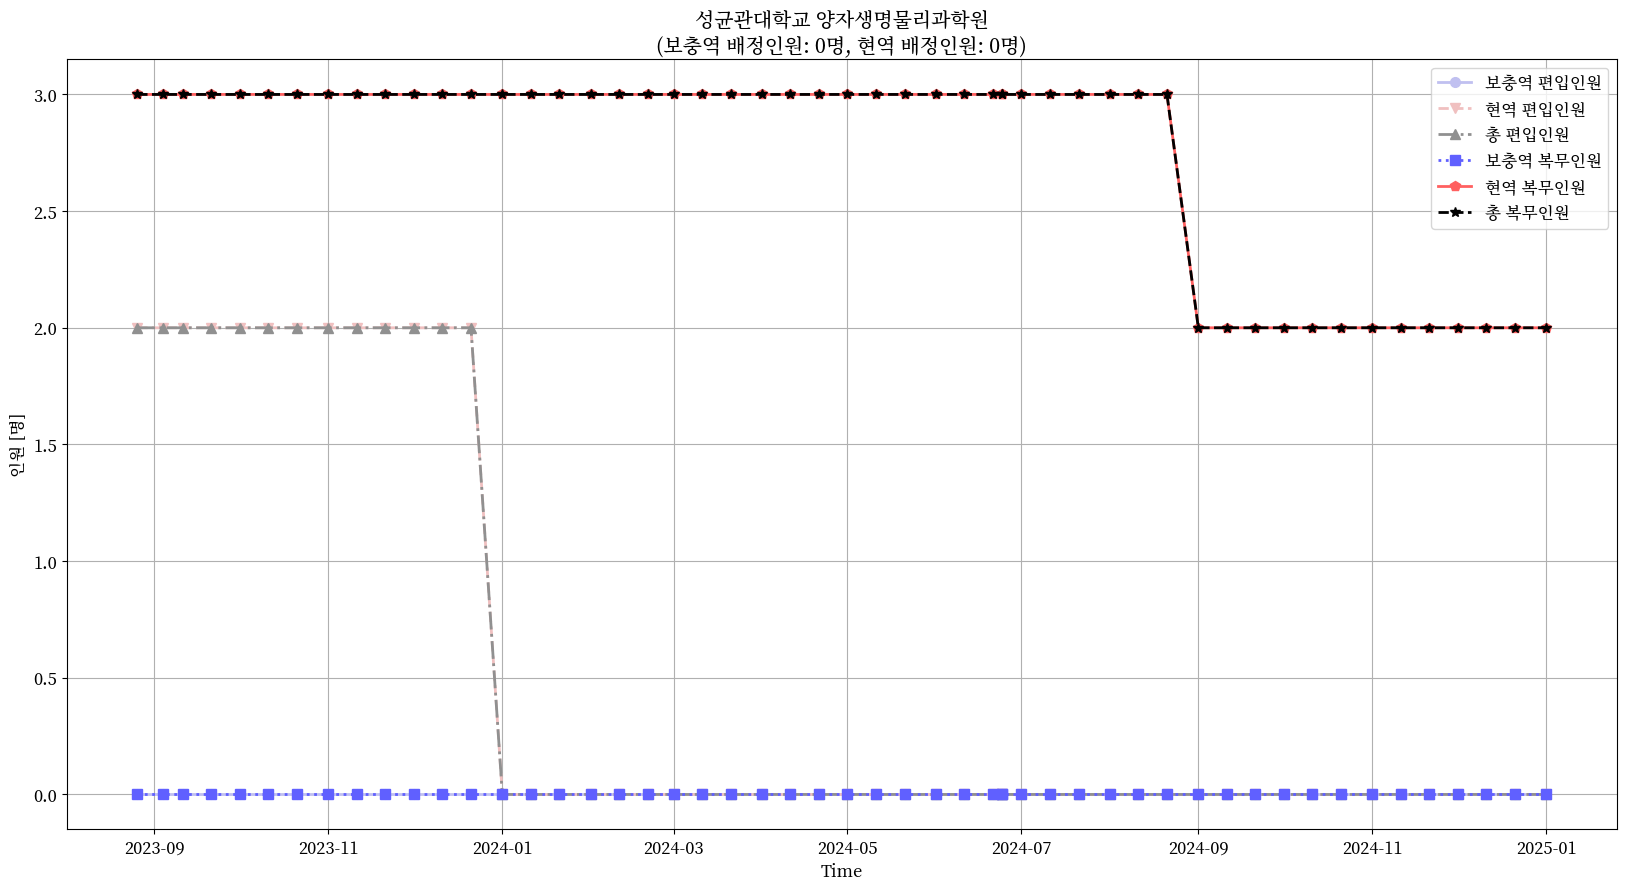 성균관대학교 양자생명물리과학원
(보충역 배정인원: 0명, 현역 배정인원: 0명)
보충역 편입인원
현역 편입인원
총 편입인원
보충역 복무인원
현역 복무인원
총 복무인원
인원 [명]
3.0
2.5
2.0
1.5
1.0
0.5
0.0
2023-09
2023-11
2024-01
2024-03
2024-05
2024-07
2024-09
2024-11
2025-01
Time